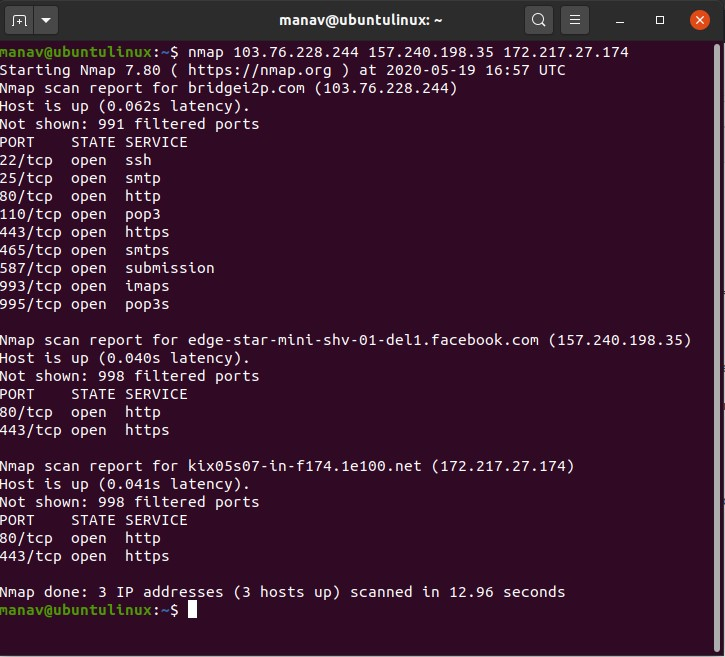 manav@ubuntulinux: ~
manav@ubuntulinux:~$ nmap 103.76.228.244 157.240.198.35 172.217.27.174
Starting Nmap 7.80 ( https://nmap.org ) at 2020-05-19 16:57 UTC
Nmap scan report for bridgei2p.com (103.76.228.244)
Host is up (0.062s latency).
Not shown: 991 filtered ports
PORT    STATE SERVICE
22/tcp  open  ssh
25/tcp  open  smtp
80/tcp  open  http
110/tcp open  pop3
443/tcp open  https
465/tcp open  smtps
587/tcp open  submission
993/tcp open  imaps
995/tcp open  pop3s
Nmap scan report for edge-star-mini-shv-01-del1.facebook.com (157.240.198.35)
Host is up (0.040s latency).
Not shown: 998 filtered ports
PORT    STATE SERVICE
80/tcp  open  http
443/tcp open  https
Nmap scan report for kix05s07-in-f174.1e100.net (172.217.27.174)
Host is up (0.041s latency).
Not shown: 998 filtered ports
PORT    STATE SERVICE
80/tcp  open  http
443/tcp open  https
Nmap done: 3 IP addresses (3 hosts up) scanned in 12.96 seconds
manav@ubuntulinux:~$